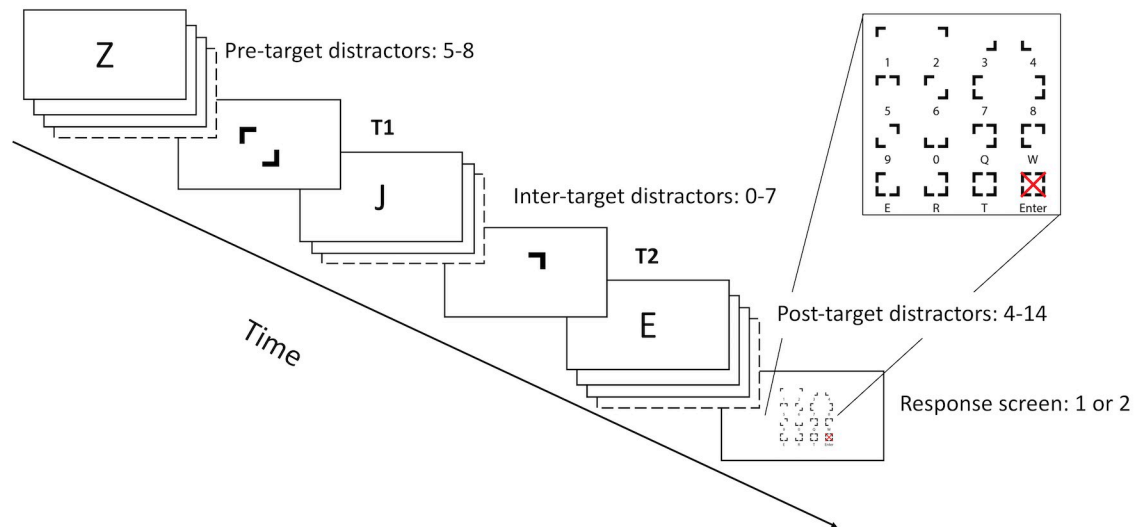 Z
Pre-target distractors: 5-8
T1
J
Inter-target distractors: 0-7
T2
E
Post-target distractors: 4-14
Response screen: 1 or 2
Time
1 2 3 4
5 6 7 8
9 0 Q W
E R T Enter